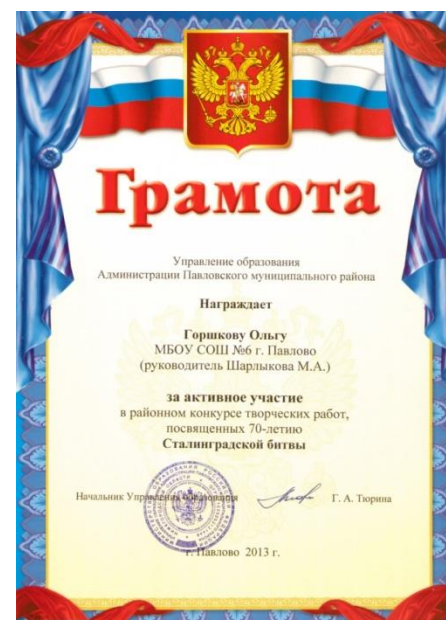 Грамота
Управление образования
Администрации Павловского муниципального района
Награждает
Горшкову Ольгу
МБОУ СОШ №6 г. Павлово
(руководитель Шарлыкова М.А.)
за активное участие
в районном конкурсе творческих работ,
посвященных 70-летию
Сталинградской битвы
Начальник Управления образования Г. А. Тюрина
г. Павлово 2013 г.